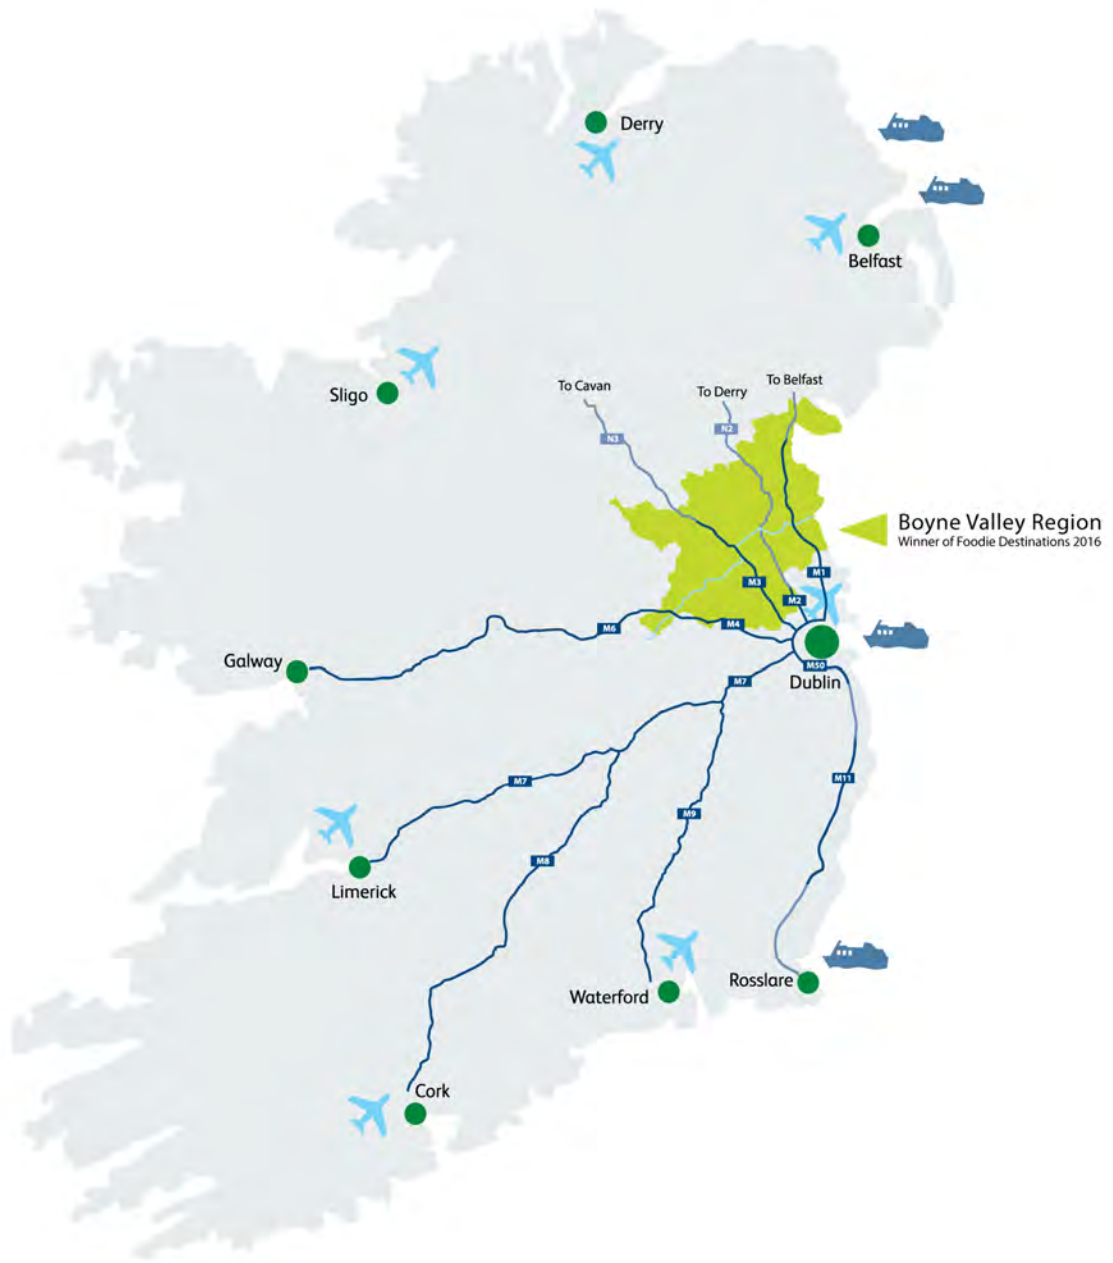 Derry
Belfast
Sligo
To Cavan
To Derry
To Belfast
N3
N2
Boyne Valley Region
Winner of Foodie Destinations 2016
M1
M3
M2
M6
M4
Galway
M50
M7
Dublin
M7
M11
M9
M8
Limerick
Rosslare
Waterford
Cork